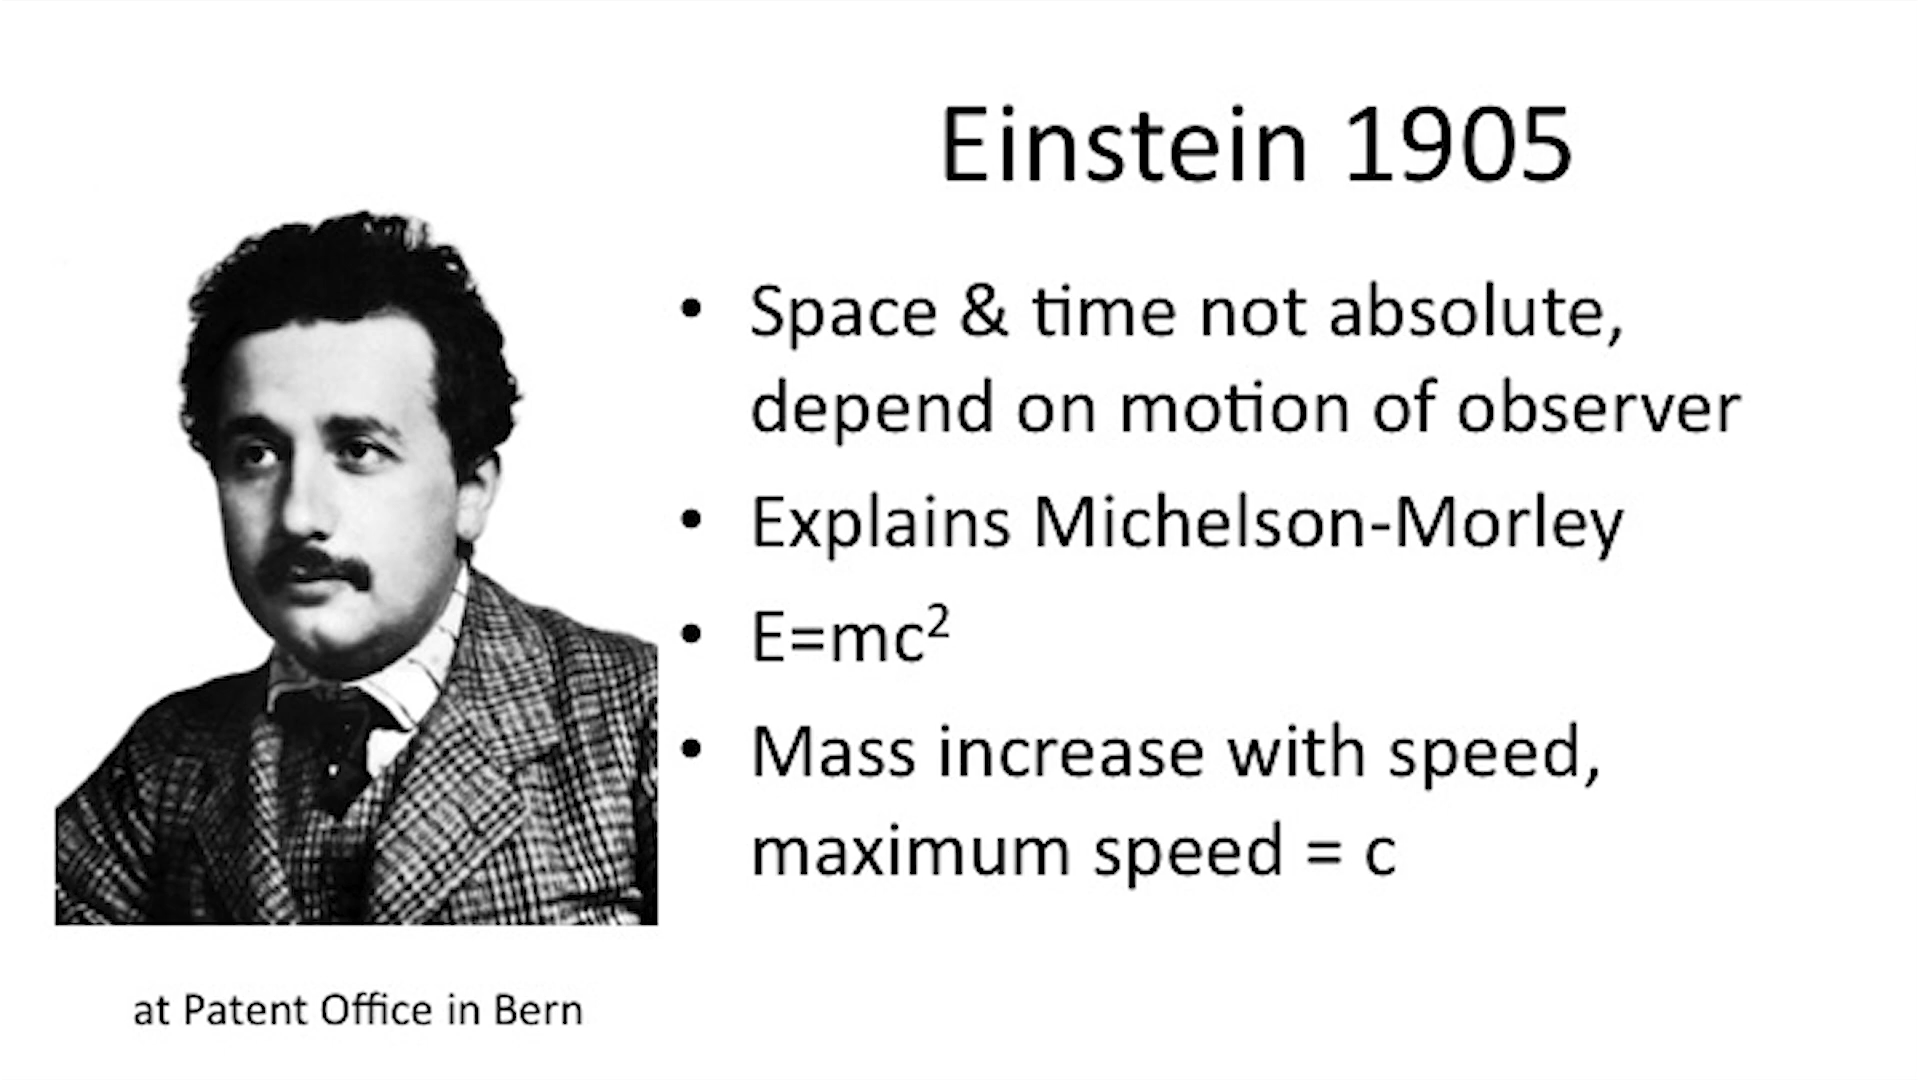 Einstein 1905
• Space & time not absolute,
depend on motion of observer
• Explains Michelson-Morley
• E=mc²
• Mass increase with speed,
maximum speed = c
at Patent Office in Bern